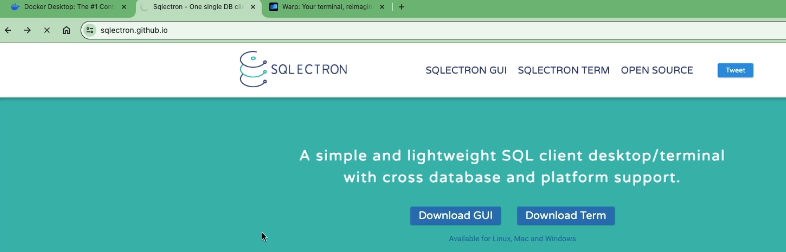 Docker Desktop: The #1 Con
Sqlectron - One single DB cli
Warp: Your terminal, reimagin
sqlectron.github.io
SQLECTRON
SQLECTRON GUI
SQLECTRON TERM
OPEN SOURCE
Tweet
A simple and lightweight SQL client desktop/terminal
with cross database and platform support.
Download GUI
Download Term
Available for Linux, Mac and Windows